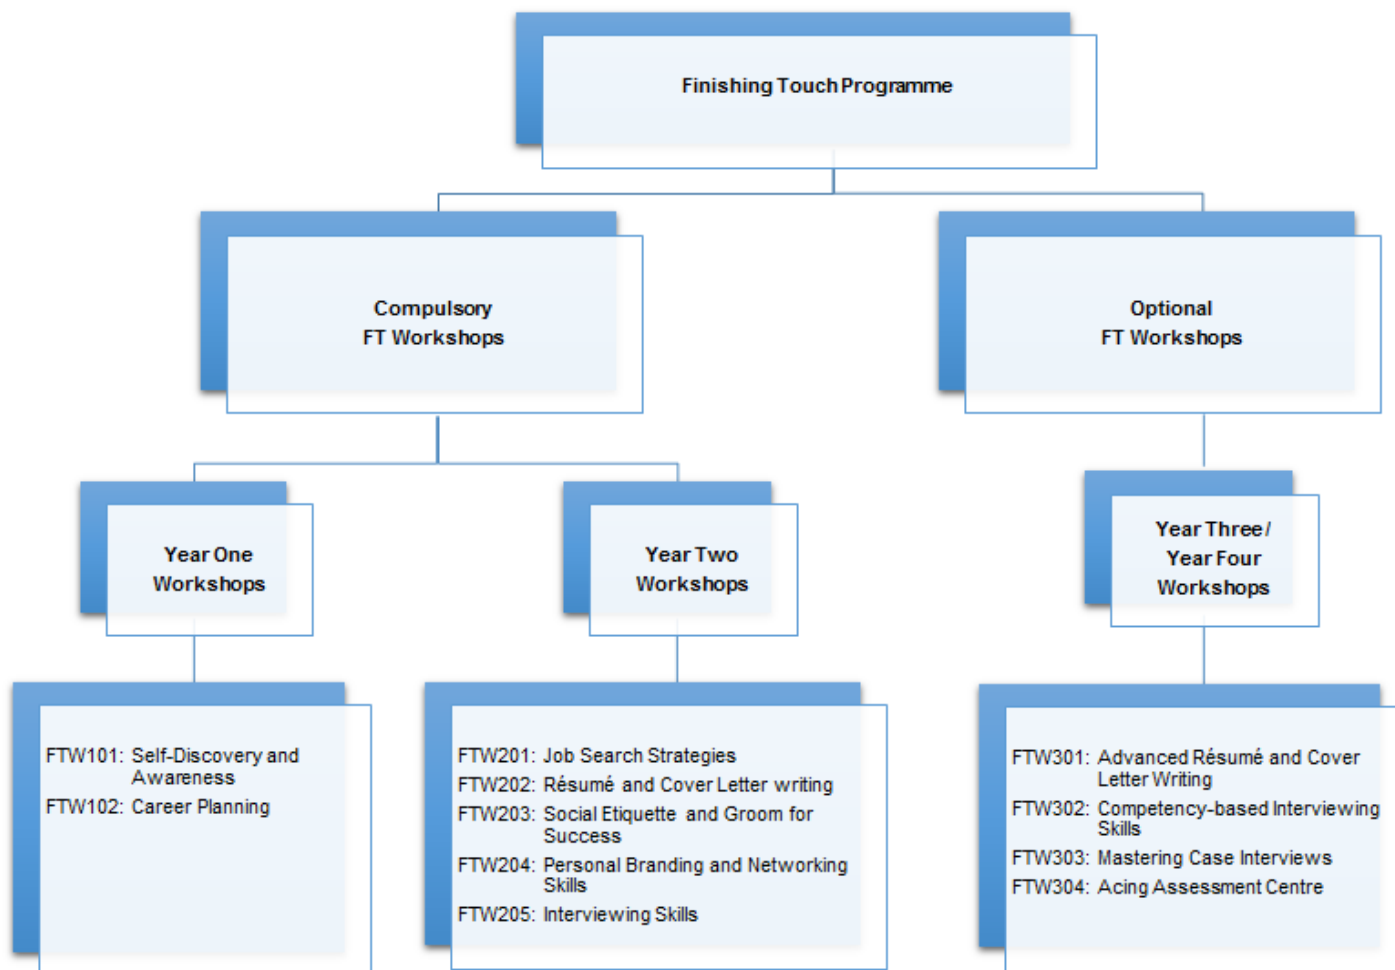 Finishing Touch Programme
Compulsory
FT Workshops
Optional
FT Workshops
Year One
Workshops
Year Two
Workshops
Year Three /
Year Four
Workshops
FTW101: Self-Discovery and
Awareness
FTW102: Career Planning
FTW201: Job Search Strategies
FTW202: Résumé and Cover Letter writing
FTW203: Social Etiquette and Groom for
Success
FTW204: Personal Branding and Networking
Skills
FTW205: Interviewing Skills
FTW301: Advanced Résumé and Cover
Letter Writing
FTW302: Competency-based Interviewing
Skills
FTW303: Mastering Case Interviews
FTW304: Acing Assessment Centre